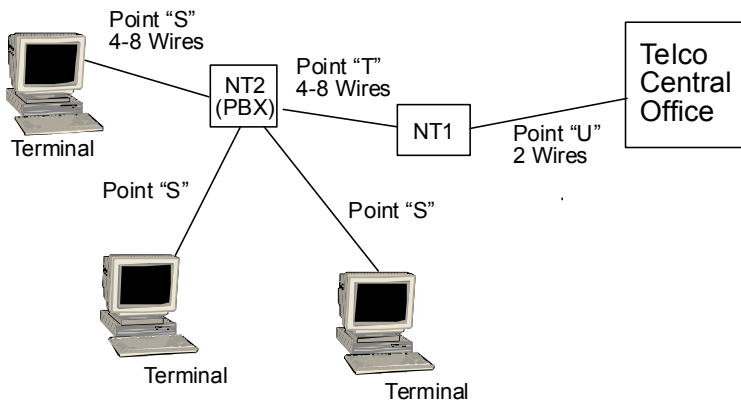 Point “S”
4-8 Wires
Terminal
NT2
(PBX)
Point “T”
4-8 Wires
NT1
Point “U”
2 Wires
Telco
Central
Office
Point “S”
Terminal
Point “S”
Terminal